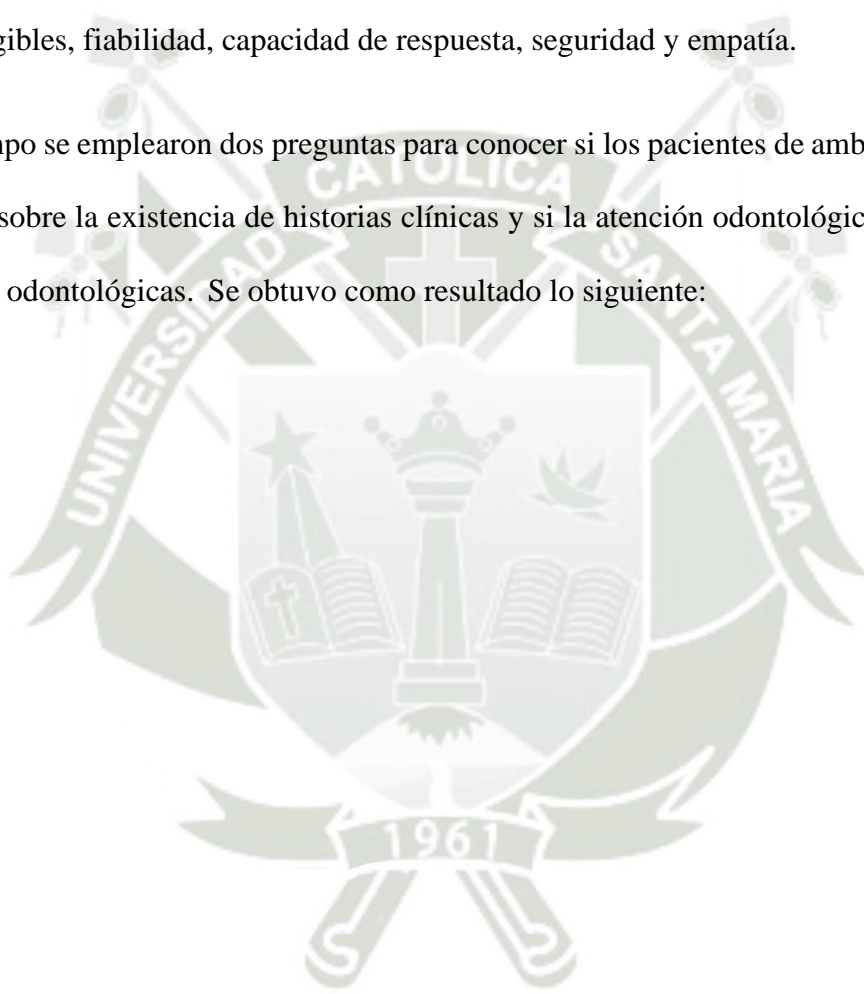 gibles, fiabilidad, capacidad de respuesta, seguridad y empatía.
npo se emplearon dos preguntas para conocer si los pacientes de amb
sobre la existencia de historias clínicas y si la atención odontológic
odontológicas. Se obtuvo como resultado lo siguiente:
UNIVERSIDAD CATOLICA SANTA MARIA
1961